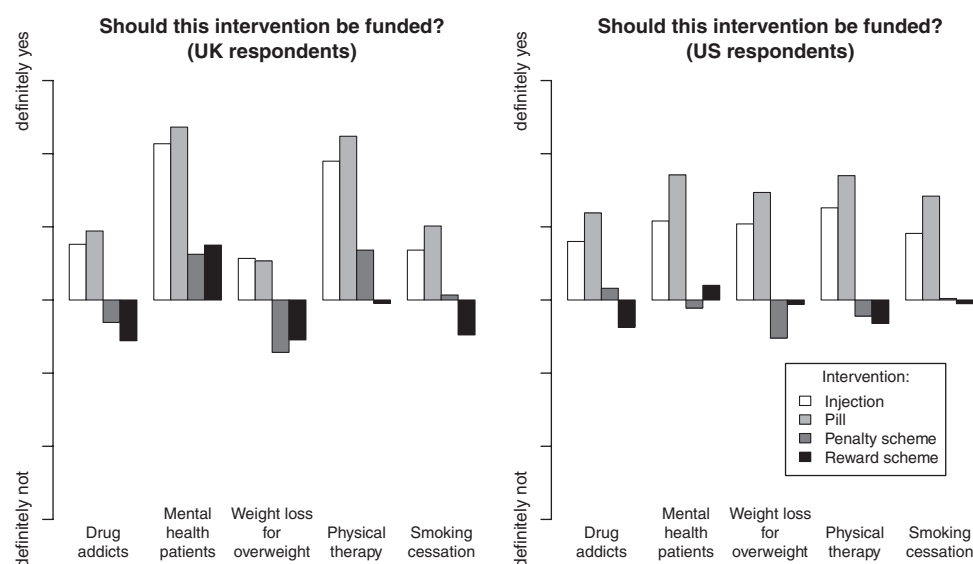 Should this intervention be funded?
(UK respondents)
definitely yes
definitely not
Drug
addicts
Mental
health
patients
Weight loss
for
overweight
Physical
therapy
Smoking
cessation
Should this intervention be funded?
(US respondents)
definitely yes
definitely not
Intervention:
Injection
Pill
Penalty scheme
Reward scheme
Drug
addicts
Mental
health
patients
Weight loss
for
overweight
Physical
therapy
Smoking
cessation